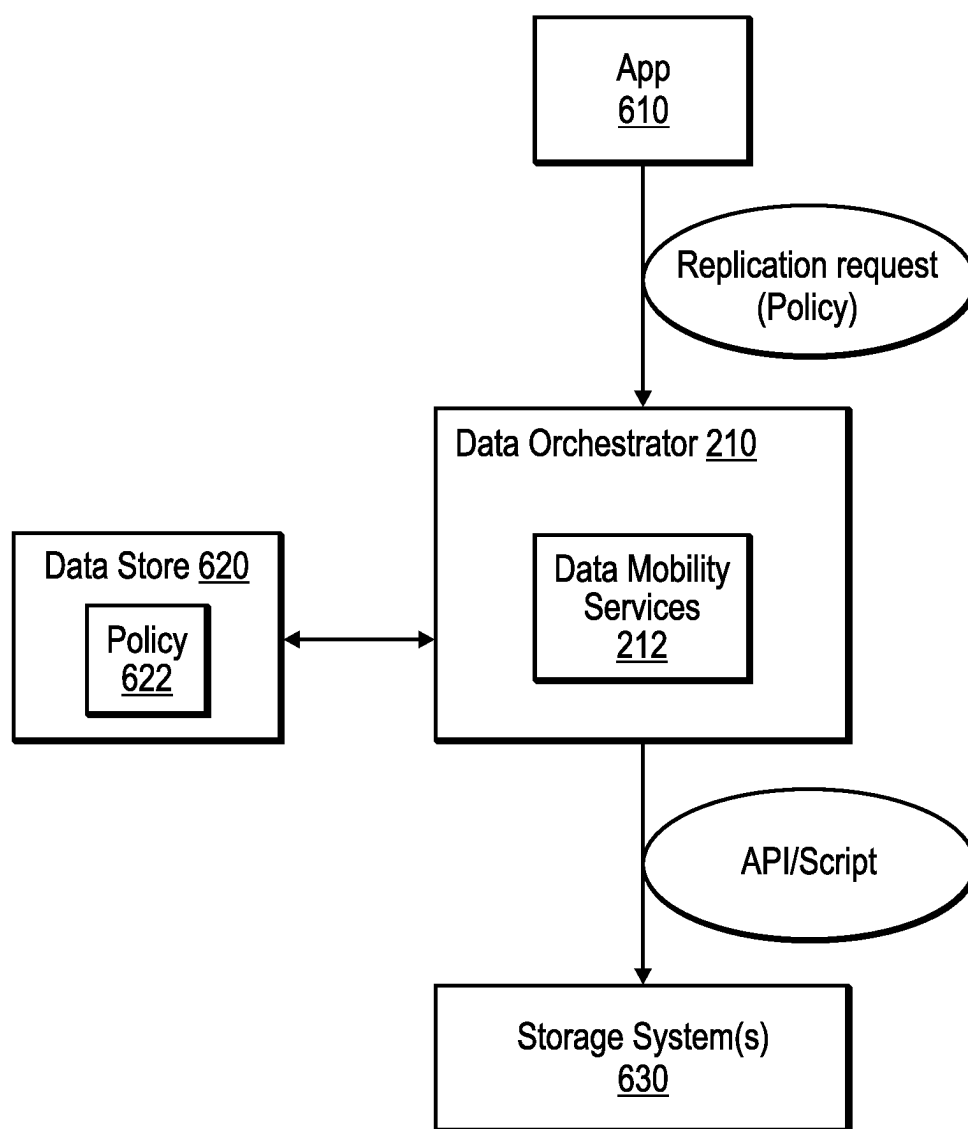 App
610
Replication request
(Policy)
Data Orchestrator 210
Data Store 620
Data Mobility
Services
212
Policy
622
API/Script
Storage System(s)
630